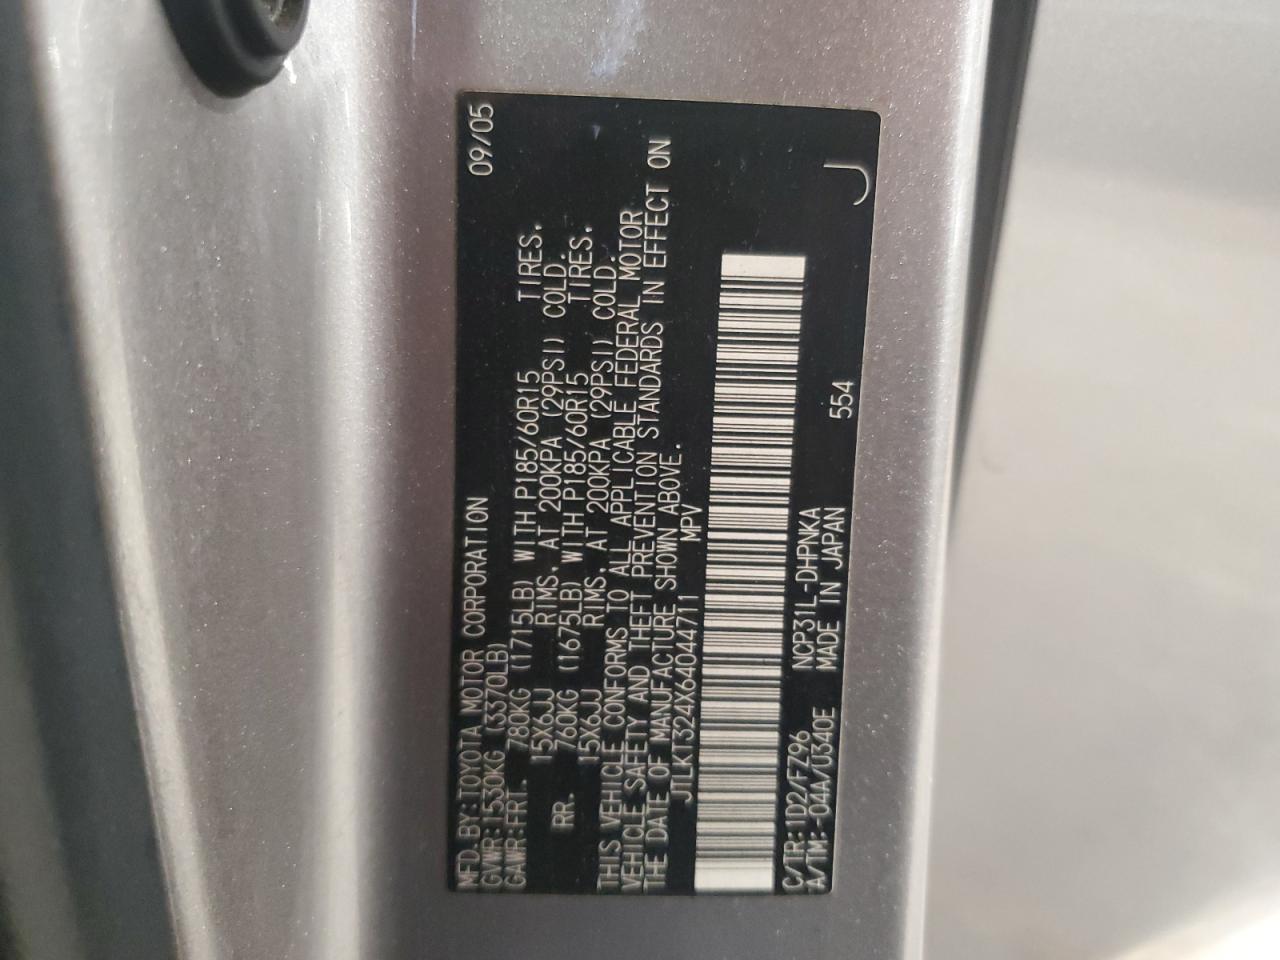 MFD. BY: TOYOTA MOTOR CORPORATION 09/05
GVWR: 1530KG (3370LB)
GAWR: FRT. 780KG (1715LB) WITH P185/60R15 TIRES.
15X6JJ RIMS. AT 200KPA (29PSI) COLD.
RR. 760KG (1675LB) WITH P185/60R15 TIRES.
15X6JJ RIMS. AT 200KPA (29PSI) COLD.
THIS VEHICLE CONFORMS TO ALL APPLICABLE FEDERAL MOTOR
VEHICLE SAFETY AND THEFT PREVENTION STANDARDS IN EFFECT ON
THE DATE OF MANUFACTURE SHOWN ABOVE.
JTLKT324X64044711 MPV
C/TR: 1D2/FZ96 NCP31L-DHPNKA
A/TM: -04A/U340E MADE IN JAPAN 554
J